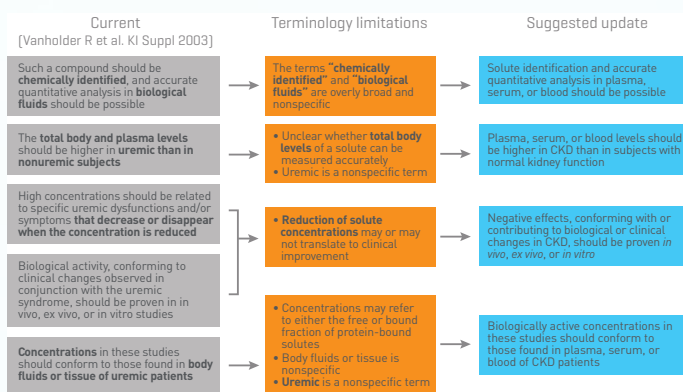 Current
[Vanholder R et al. KI Suppl 2003]
Terminology limitations
Suggested update
Such a compound should be
chemically identified, and accurate
quantitative analysis in biological
fluids should be possible
The terms "chemically
identified" and "biological
fluids" are overly broad and
nonspecific
Solute identification and accurate
quantitative analysis in plasma,
serum, or blood should be possible
The total body and plasma levels
should be higher in uremic than in
nonuremic subjects
• Unclear whether total body
levels of a solute can be
measured accurately
• Uremic is a nonspecific term
Plasma, serum, or blood levels should
be higher in CKD than in subjects with
normal kidney function
High concentrations should be related
to specific uremic dysfunctions and/or
symptoms that decrease or disappear
when the concentration is reduced
• Reduction of solute
concentrations may or may
not translate to clinical
improvement
Negative effects, conforming with or
contributing to biological or clinical
changes in CKD, should be proven in
vivo, ex vivo, or in vitro
Biological activity, conforming to
clinical changes observed in
conjunction with the uremic
syndrome, should be proven in in
vivo, ex vivo, or in vitro studies
Concentrations in these studies
should conform to those found in body
fluids or tissue of uremic patients
• Concentrations may refer
to either the free or bound
fraction of protein-bound
solutes
• Body fluids or tissue is
nonspecific
• Uremic is a nonspecific term
Biologically active concentrations in
these studies should conform to
those found in plasma, serum, or
blood of CKD patients